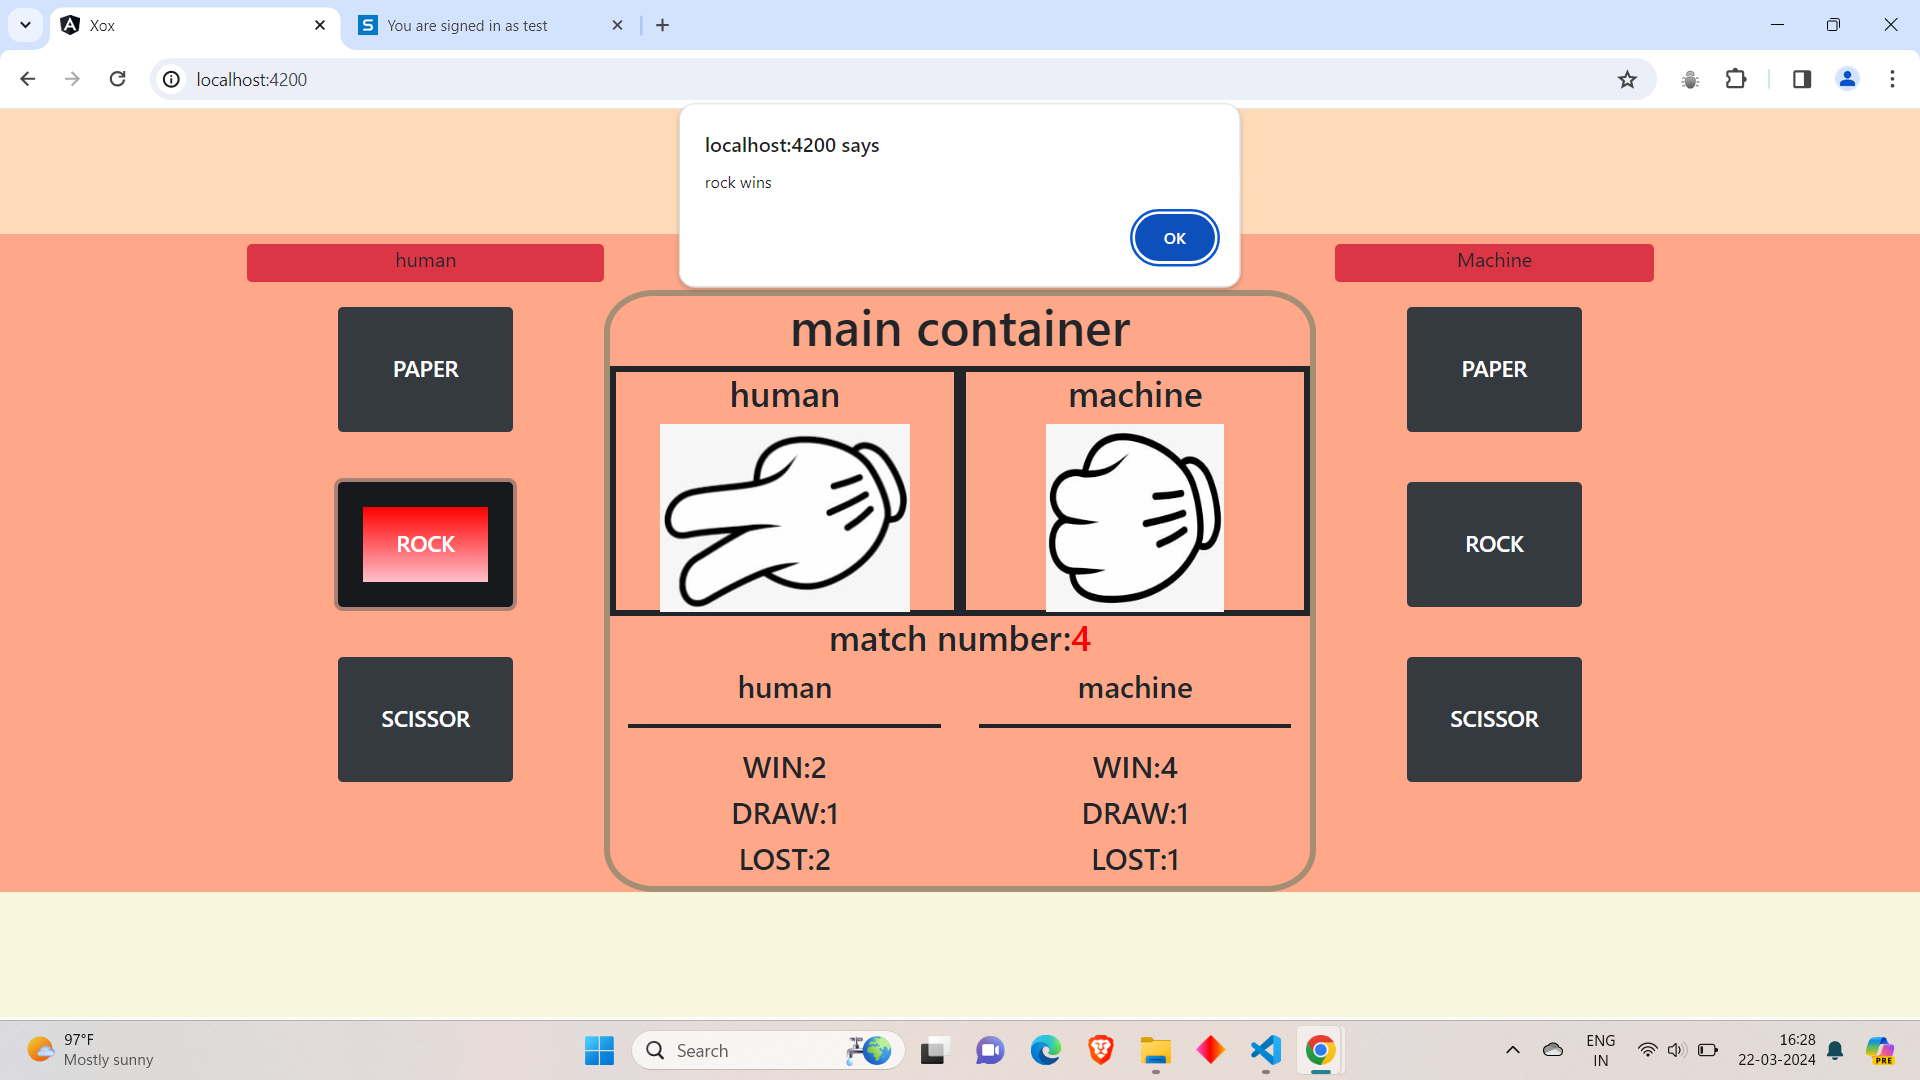 Xox
You are signed in as test
localhost:4200
localhost:4200 says
rock wins
OK
human
Machine
main container
PAPER
human
machine
PAPER
ROCK
ROCK
match number:4
human
machine
SCISSOR
SCISSOR
WIN:2
WIN:4
DRAW:1
DRAW:1
LOST:2
LOST:1
97°F
Mostly sunny
Search
PRE
ENG
IN
16:28
22-03-2024